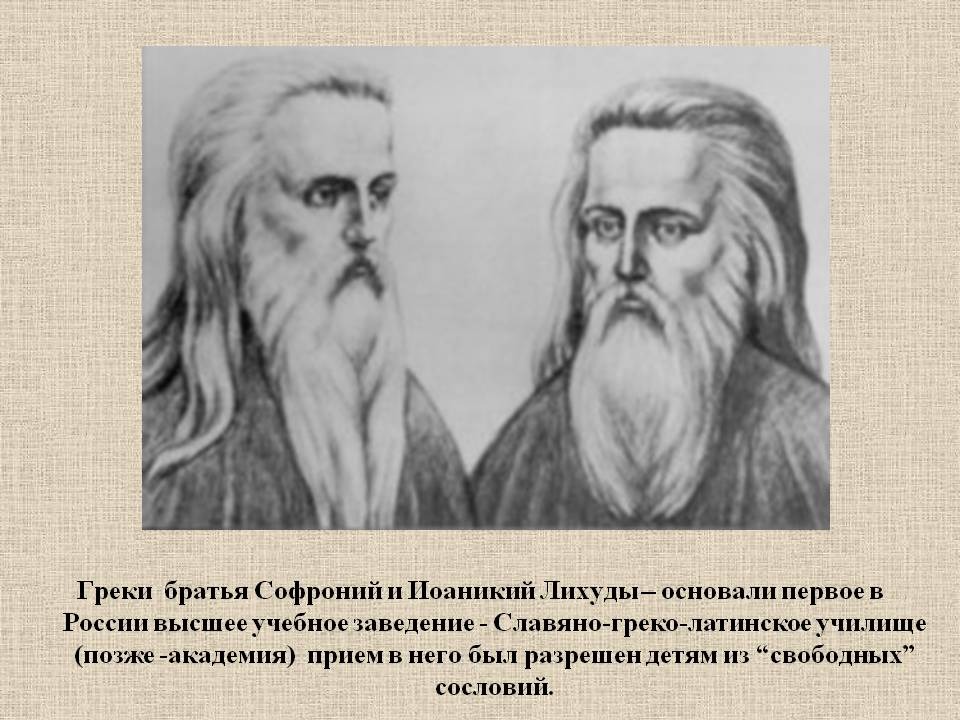 Греки братья Софроний и Иоаникий Лихуды– основали первое в
России высшее учебное заведение - Славяно-греко-латинское училище
(позже -академия) прием в него был разрешен детям из “свободных”
сословий.